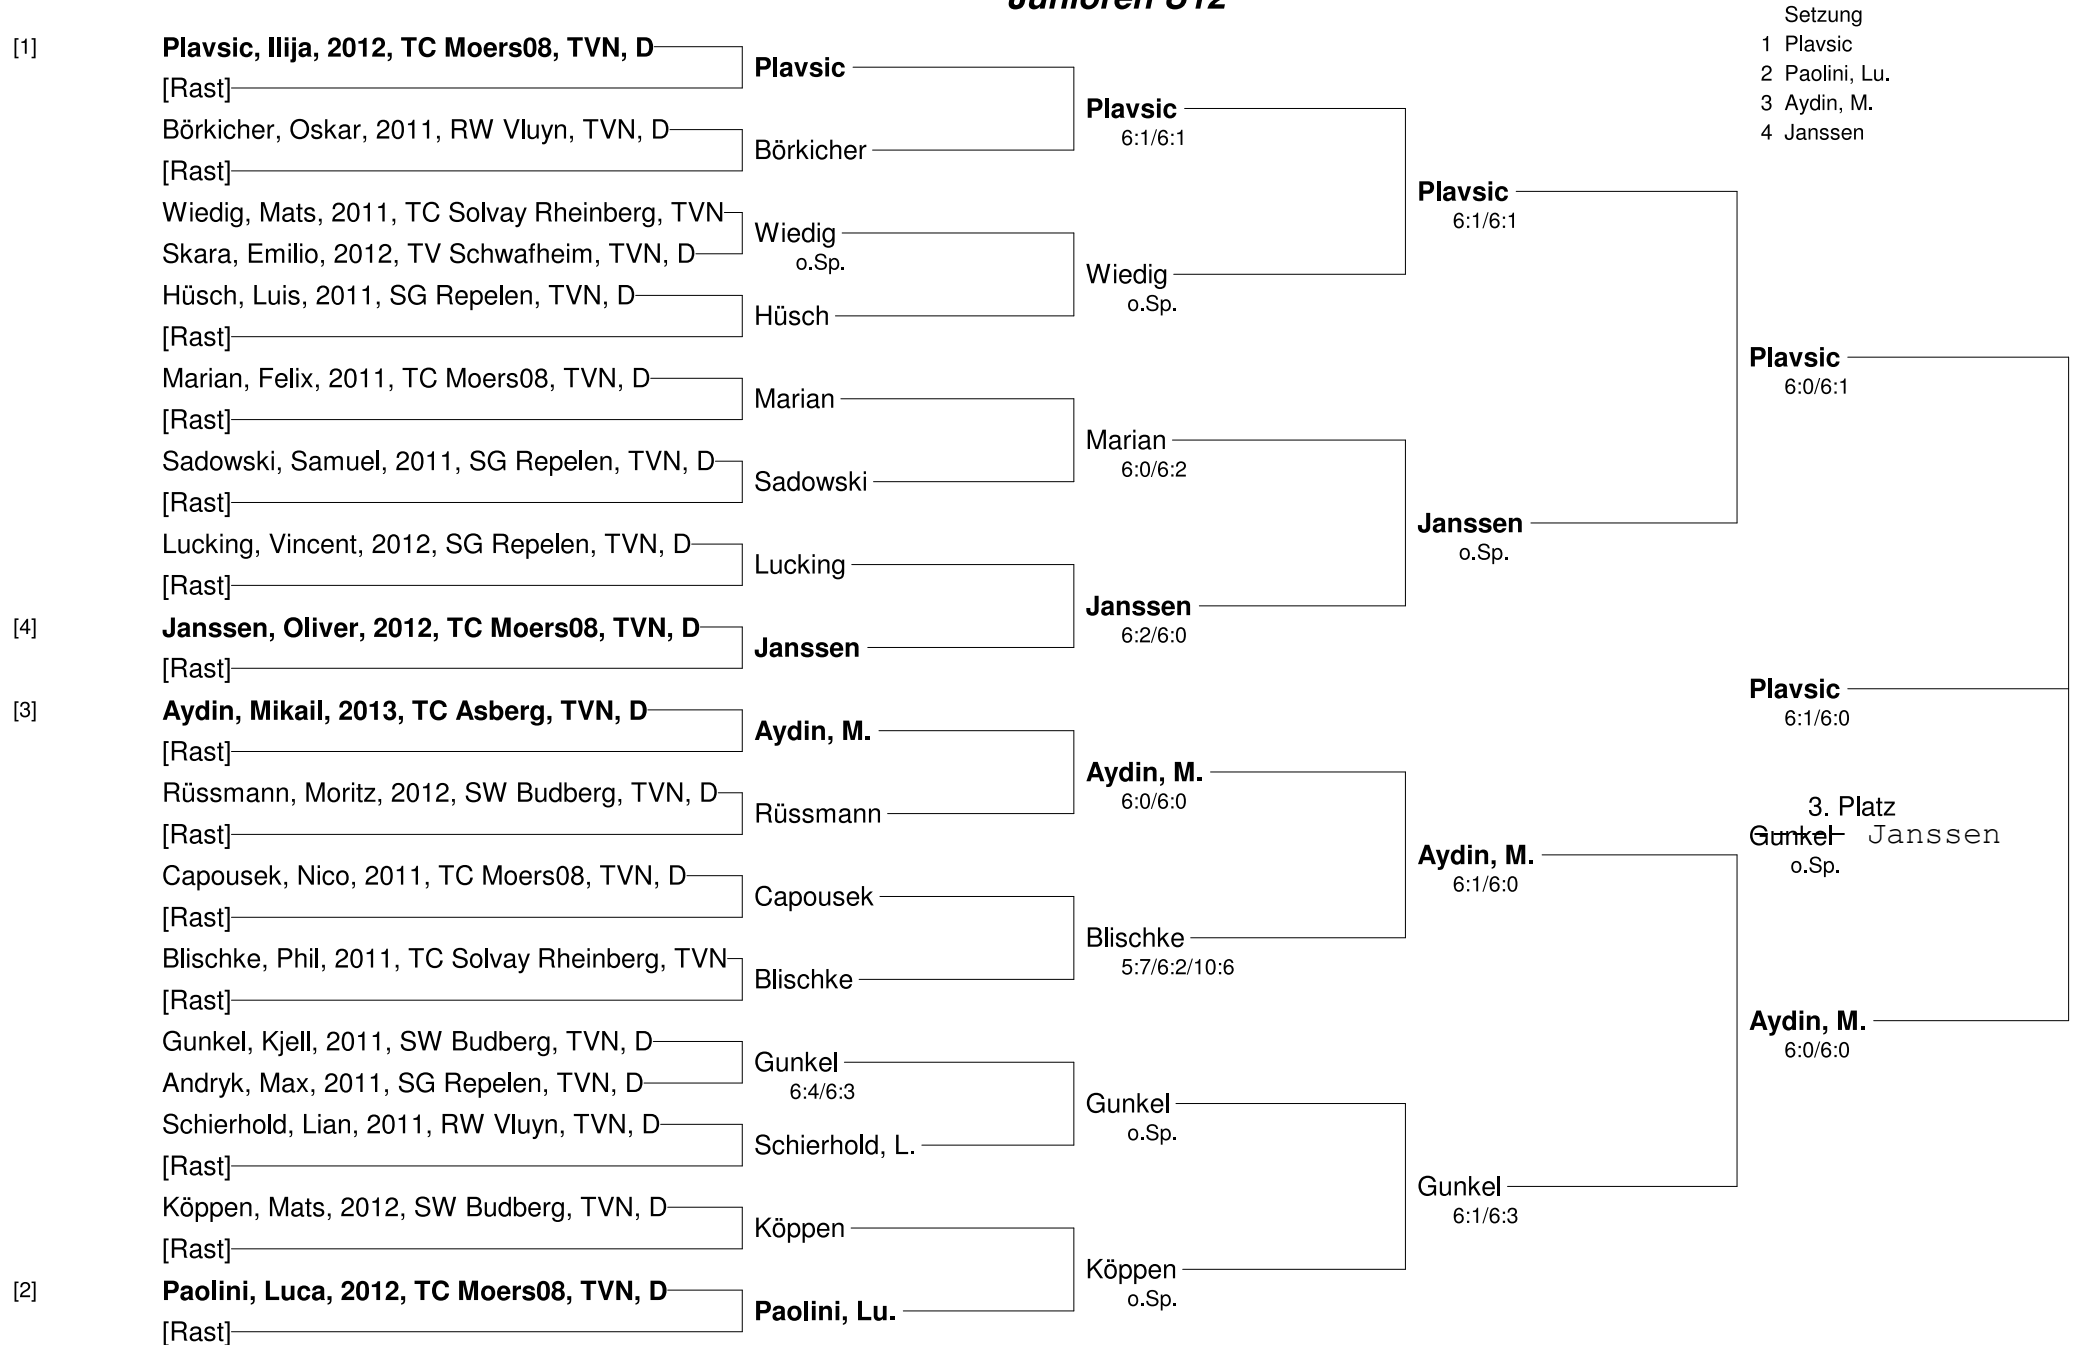 Junioren U12
Setzung
1 Plavsic
2 Paolini, Lu.
3 Aydin, M.
4 Janssen
[1] Plavsic, Ilija, 2012, TC Moers08, TVN, D
[Rast]
Börkicher, Oskar, 2011, RW Vluyn, TVN, D
[Rast]
Wiedig, Mats, 2011, TC Solvay Rheinberg, TVN
Skara, Emilio, 2012, TV Schwafheim, TVN, D
Hüsch, Luis, 2011, SG Repelen, TVN, D
[Rast]
Marian, Felix, 2011, TC Moers08, TVN, D
[Rast]
Sadowski, Samuel, 2011, SG Repelen, TVN, D
[Rast]
Lucking, Vincent, 2012, SG Repelen, TVN, D
[Rast]
[4] Janssen, Oliver, 2012, TC Moers08, TVN, D
[Rast]
[3] Aydin, Mikail, 2013, TC Asberg, TVN, D
[Rast]
Rüssmann, Moritz, 2012, SW Budberg, TVN, D
[Rast]
Capousek, Nico, 2011, TC Moers08, TVN, D
[Rast]
Blischke, Phil, 2011, TC Solvay Rheinberg, TVN
[Rast]
Gunkel, Kjell, 2011, SW Budberg, TVN, D
Andryk, Max, 2011, SG Repelen, TVN, D
Schierhold, Lian, 2011, RW Vluyn, TVN, D
[Rast]
Köppen, Mats, 2012, SW Budberg, TVN, D
[Rast]
[2] Paolini, Luca, 2012, TC Moers08, TVN, D
[Rast]
Plavsic
Börkicher
Wiedig
o.Sp.
Hüsch
Marian
Sadowski
Lucking
Janssen
Aydin, M.
Rüssmann
Capousek
Blischke
Gunkel
6:4/6:3
Schierhold, L.
Köppen
Paolini, Lu.
Plavsic
6:1/6:1
Wiedig
o.Sp.
Marian
6:0/6:2
Janssen
6:2/6:0
Aydin, M.
6:0/6:0
Blischke
5:7/6:2/10:6
Gunkel
o.Sp.
Köppen
o.Sp.
Plavsic
6:1/6:1
Janssen
o.Sp.
Aydin, M.
6:1/6:0
Gunkel
6:1/6:3
Plavsic
6:0/6:1
Plavsic
6:1/6:0
3. Platz
Gunkel Janssen
o.Sp.
Aydin, M.
6:0/6:0